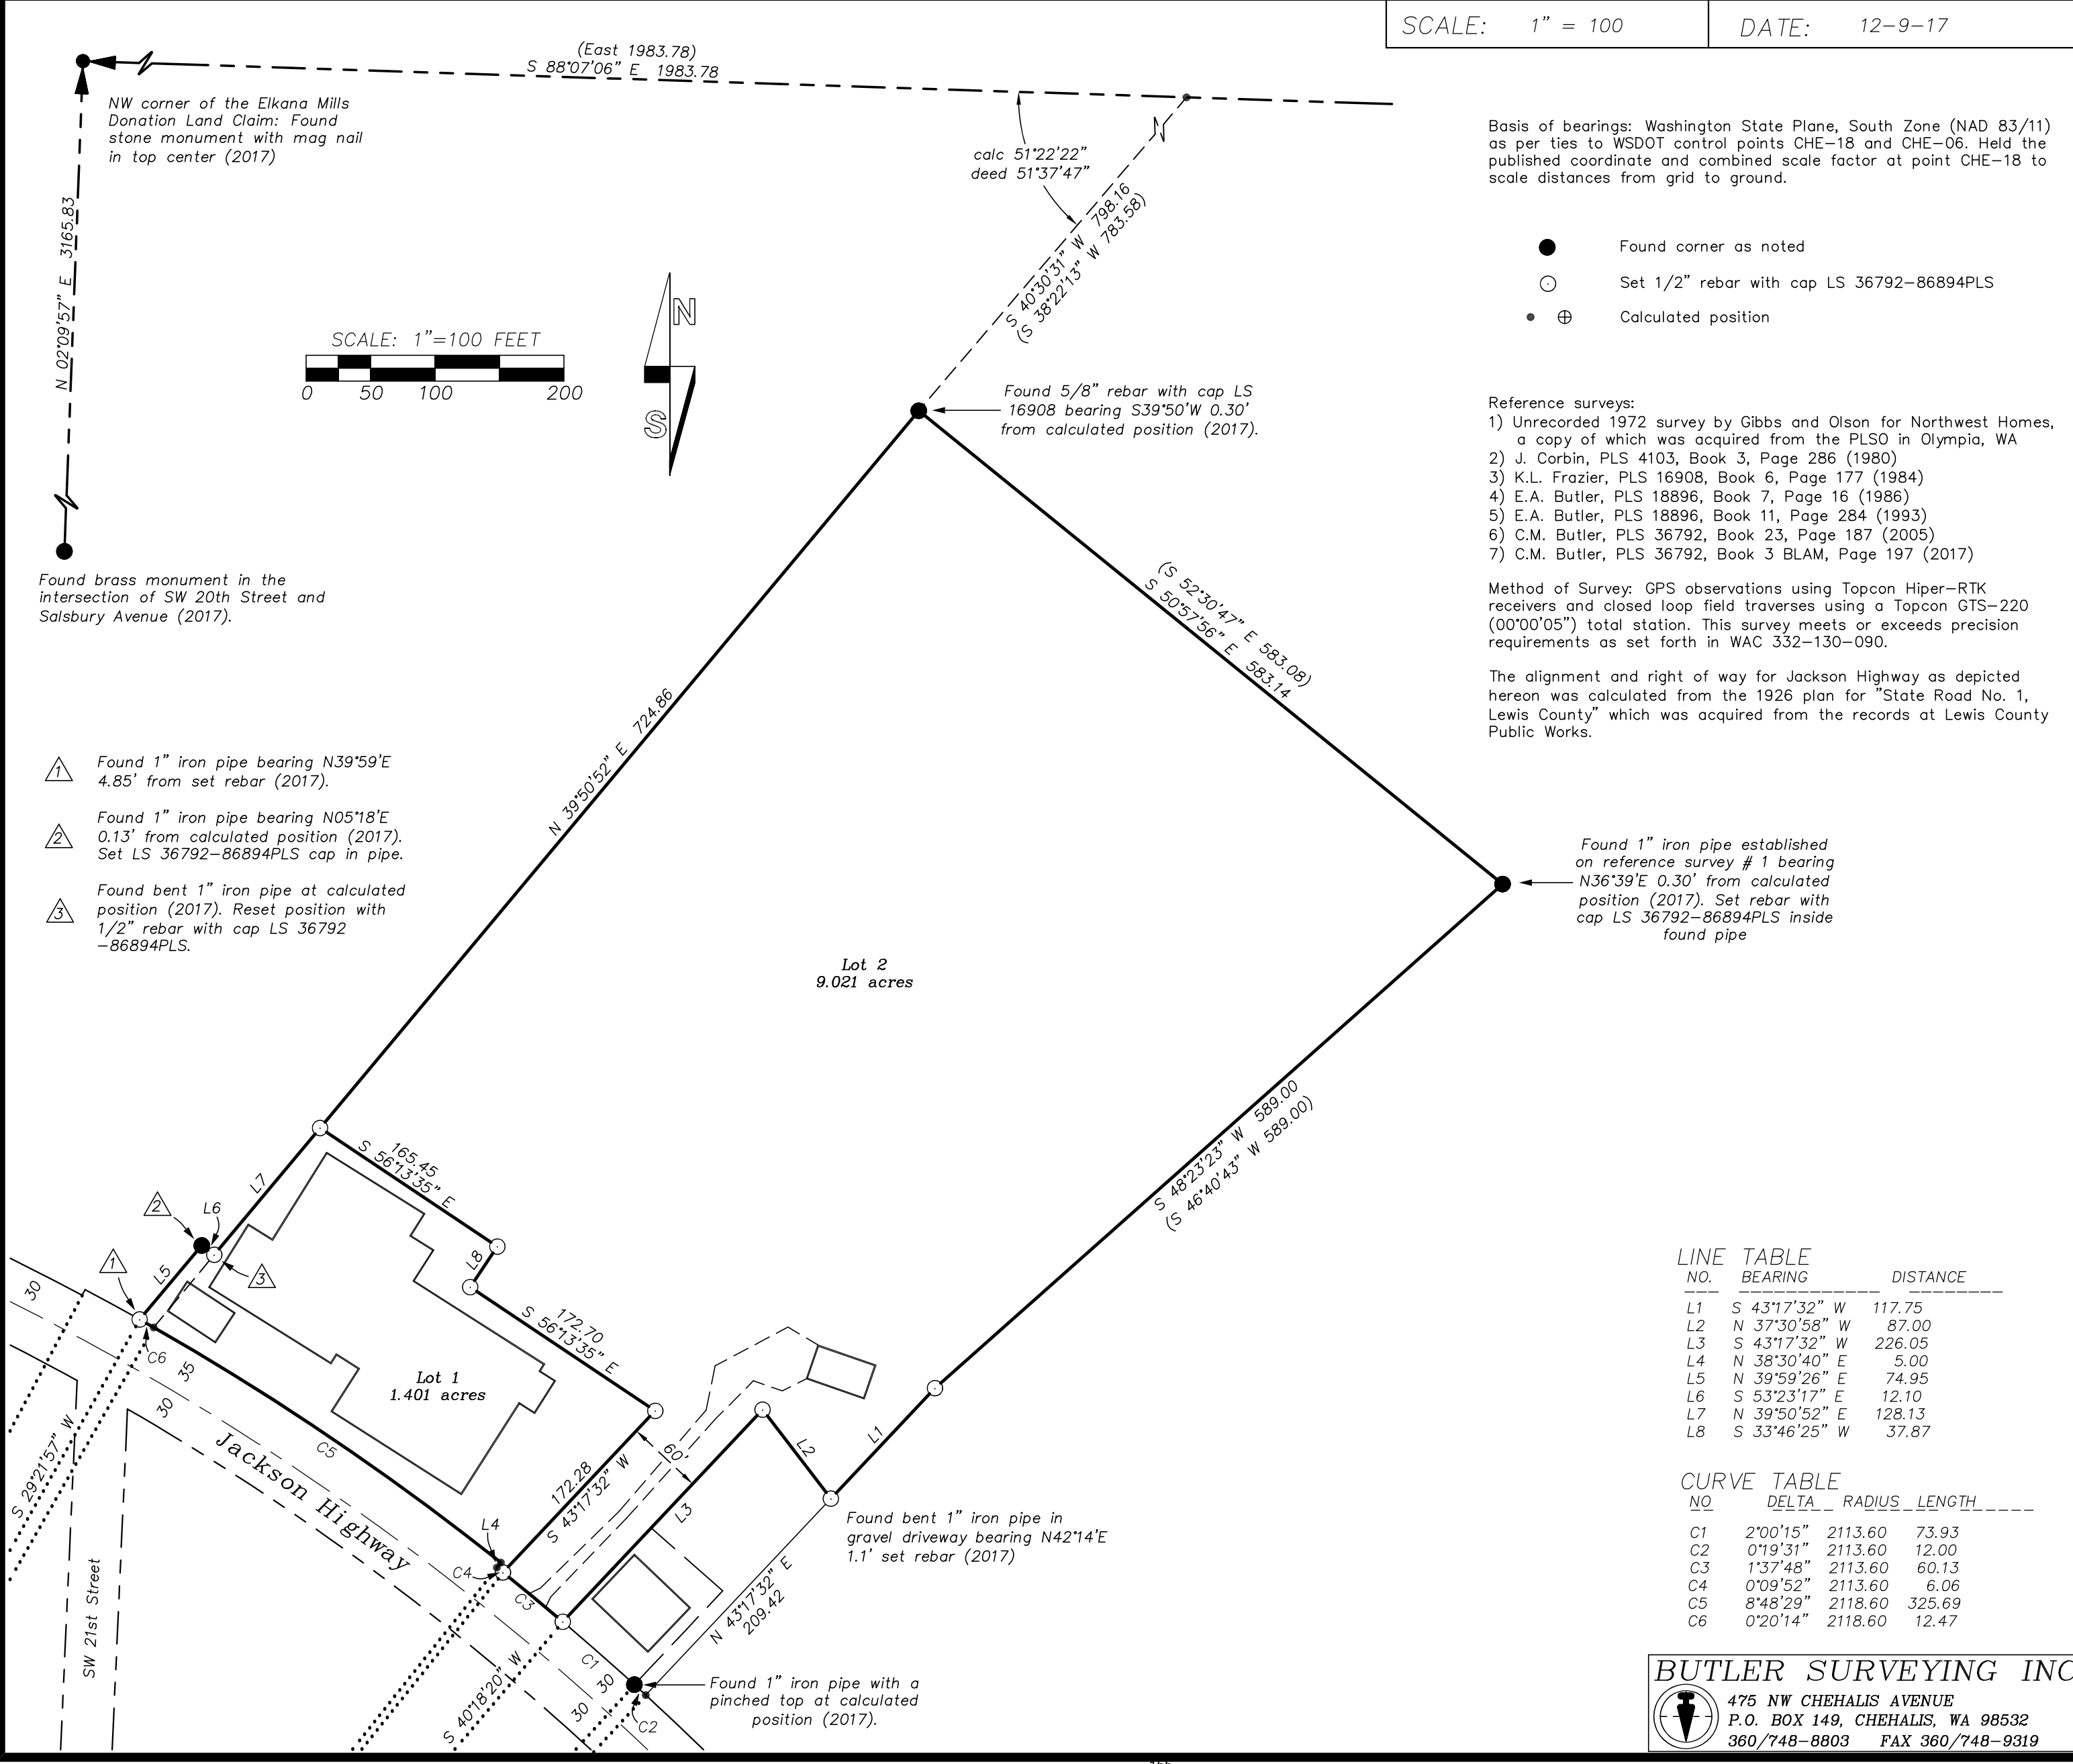 SCALE: 1" = 100
DATE: 12-9-17
(East 1983.78)
S 88°07'06" E 1983.78
NW corner of the Elkana Mills
Donation Land Claim: Found
stone monument with mag nail
in top center (2017)
N 02°09'57" E 3165.83
calc 51°22'22"
deed 51°37'47"
S 40°30'31" W 798.16
(S 38°22'13" W 783.58)
Basis of bearings: Washington State Plane, South Zone (NAD 83/11)
as per ties to WSDOT control points CHE-18 and CHE-06. Held the
published coordinate and combined scale factor at point CHE-18 to
scale distances from grid to ground.
Found corner as noted
Set 1/2" rebar with cap LS 36792-86894PLS
Calculated position
SCALE: 1"=100 FEET
0 50 100 200
N
S
Found 5/8" rebar with cap LS
16908 bearing S39°50'W 0.30'
from calculated position (2017).
Reference surveys:
1) Unrecorded 1972 survey by Gibbs and Olson for Northwest Homes,
a copy of which was acquired from the PLSO in Olympia, WA
2) J. Corbin, PLS 4103, Book 3, Page 286 (1980)
3) K.L. Frazier, PLS 16908, Book 6, Page 177 (1984)
4) E.A. Butler, PLS 18896, Book 7, Page 16 (1986)
5) E.A. Butler, PLS 18896, Book 11, Page 284 (1993)
6) C.M. Butler, PLS 36792, Book 23, Page 187 (2005)
7) C.M. Butler, PLS 36792, Book 3 BLAM, Page 197 (2017)
Method of Survey: GPS observations using Topcon Hiper-RTK
receivers and closed loop field traverses using a Topcon GTS-220
(00°00'05") total station. This survey meets or exceeds precision
requirements as set forth in WAC 332-130-090.
The alignment and right of way for Jackson Highway as depicted
hereon was calculated from the 1926 plan for "State Road No. 1,
Lewis County" which was acquired from the records at Lewis County
Public Works.
Found brass monument in the
intersection of SW 20th Street and
Salsbury Avenue (2017).
(S 52°30'47" E 583.08)
S 50°57'56" E 583.14
N 39°50'52" E 724.86
1
Found 1" iron pipe bearing N39°59'E
4.85' from set rebar (2017).
2
Found 1" iron pipe bearing N05°18'E
0.13' from calculated position (2017).
Set LS 36792-86894PLS cap in pipe.
3
Found bent 1" iron pipe at calculated
position (2017). Reset position with
1/2" rebar with cap LS 36792
-86894PLS.
Found 1" iron pipe established
on reference survey # 1 bearing
N36°39'E 0.30' from calculated
position (2017). Set rebar with
cap LS 36792-86894PLS inside
found pipe
Lot 2
9.021 acres
S 48°23'23" W 589.00
(S 46°40'43" W 589.00)
165.45
S 56°13'35" E
L7
2
L6
1
L5
3
L8
172.70
S 56°13'35" E
30
C6
35
30
Lot 1
1.401 acres
C5
Jackson Highway
S 29°21'57" W
SW 21st Street
172.28
S 43°17'32" W
60'
L3
L2
L1
L4
C4
C3
Found bent 1" iron pipe in
gravel driveway bearing N42°14'E
1.1' set rebar (2017)
N 43°17'32" E
209.42
S 40°18'20" W
C1
30
30
C2
Found 1" iron pipe with a
pinched top at calculated
position (2017).
LINE TABLE
NO. BEARING DISTANCE
L1 S 43°17'32" W 117.75
L2 N 37°30'58" W 87.00
L3 S 43°17'32" W 226.05
L4 N 38°30'40" E 5.00
L5 N 39°59'26" E 74.95
L6 S 53°23'17" E 12.10
L7 N 39°50'52" E 128.13
L8 S 33°46'25" W 37.87
CURVE TABLE
NO DELTA RADIUS LENGTH
C1 2°00'15" 2113.60 73.93
C2 0°19'31" 2113.60 12.00
C3 1°37'48" 2113.60 60.13
C4 0°09'52" 2113.60 6.06
C5 8°48'29" 2118.60 325.69
C6 0°20'14" 2118.60 12.47
BUTLER SURVEYING INC
475 NW CHEHALIS AVENUE
P.O. BOX 149, CHEHALIS, WA 98532
360/748-8803 FAX 360/748-9319